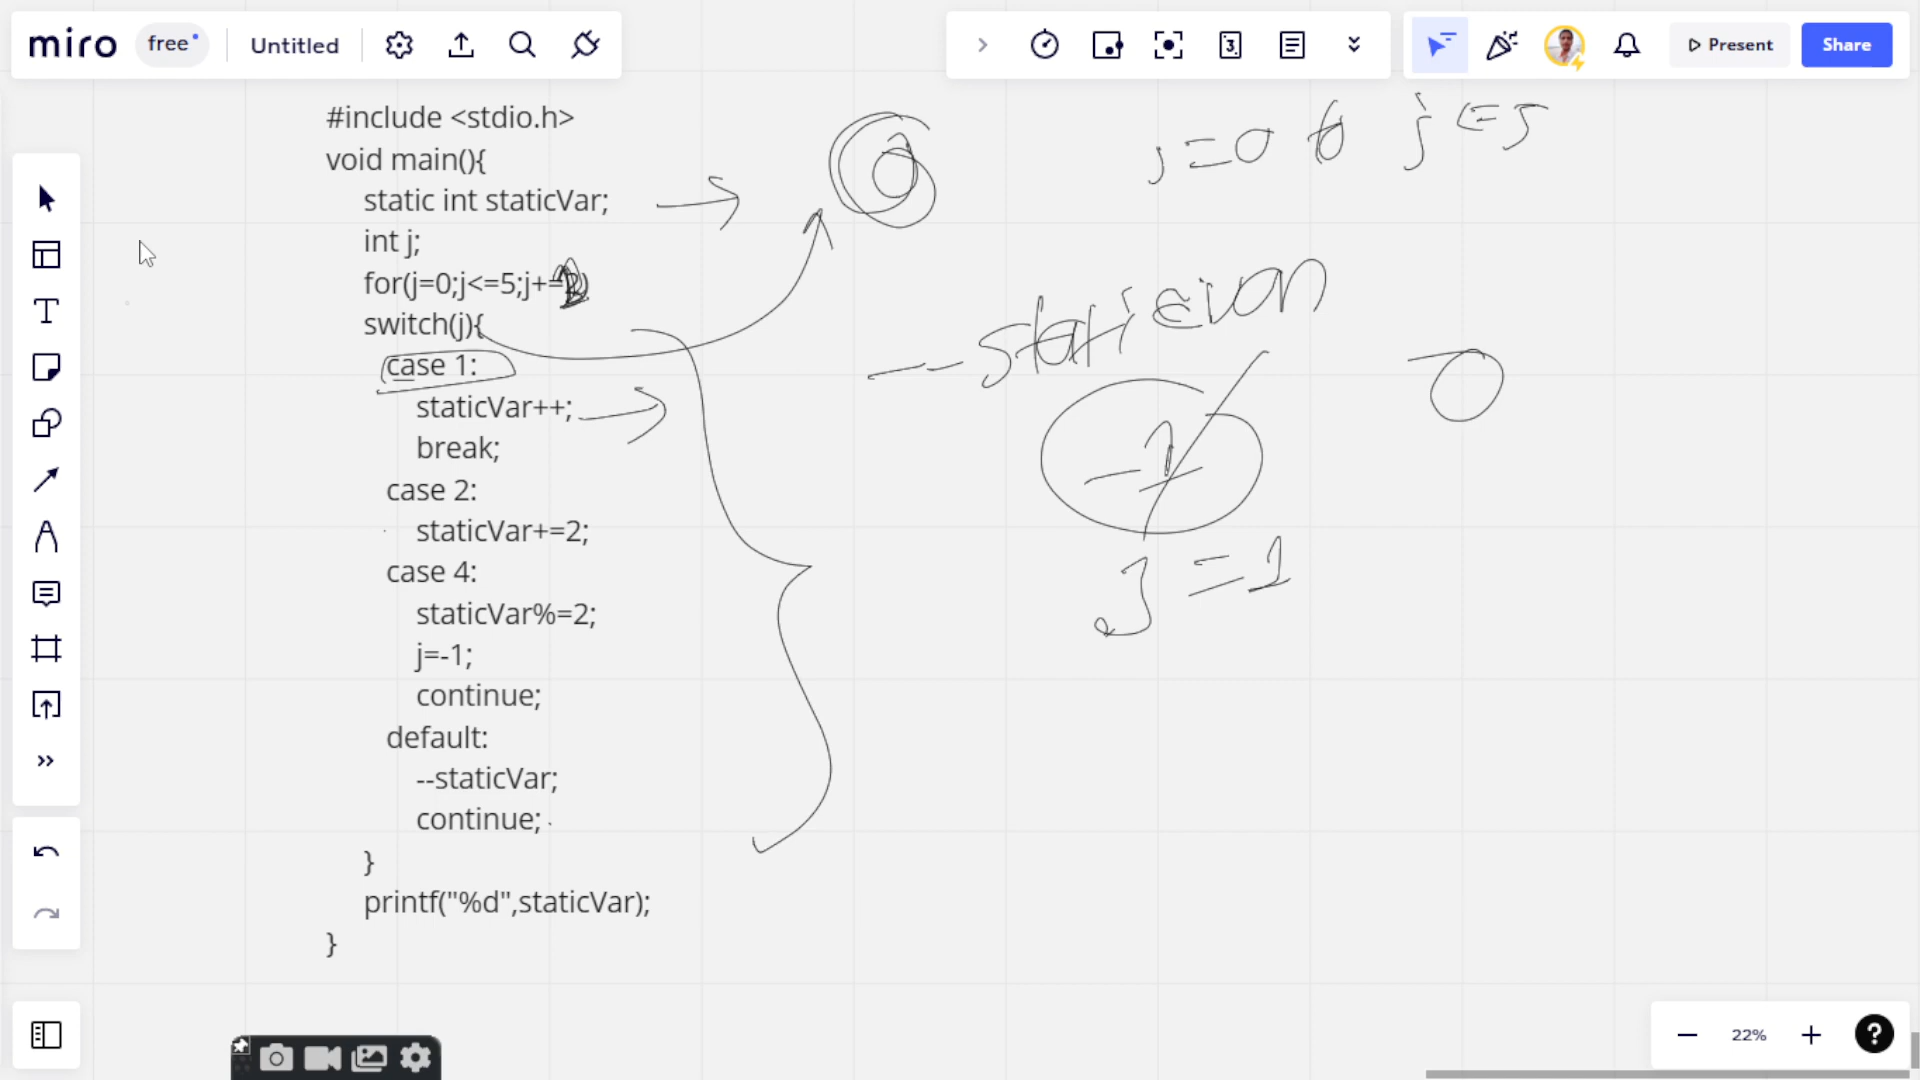 miro free Untitled Present Share
#include <stdio.h>
void main(){
static int staticVar;
int j;
for(j=0;j<=5;j+=
switch(j){
case 1:
staticVar++;
break;
case 2:
staticVar+=2;
case 4:
staticVar%=2;
j=-1;
continue;
default:
--staticVar;
continue;
}
printf("%d",staticVar);
}
j=0 to j<=5
-1
0
J=1
22%